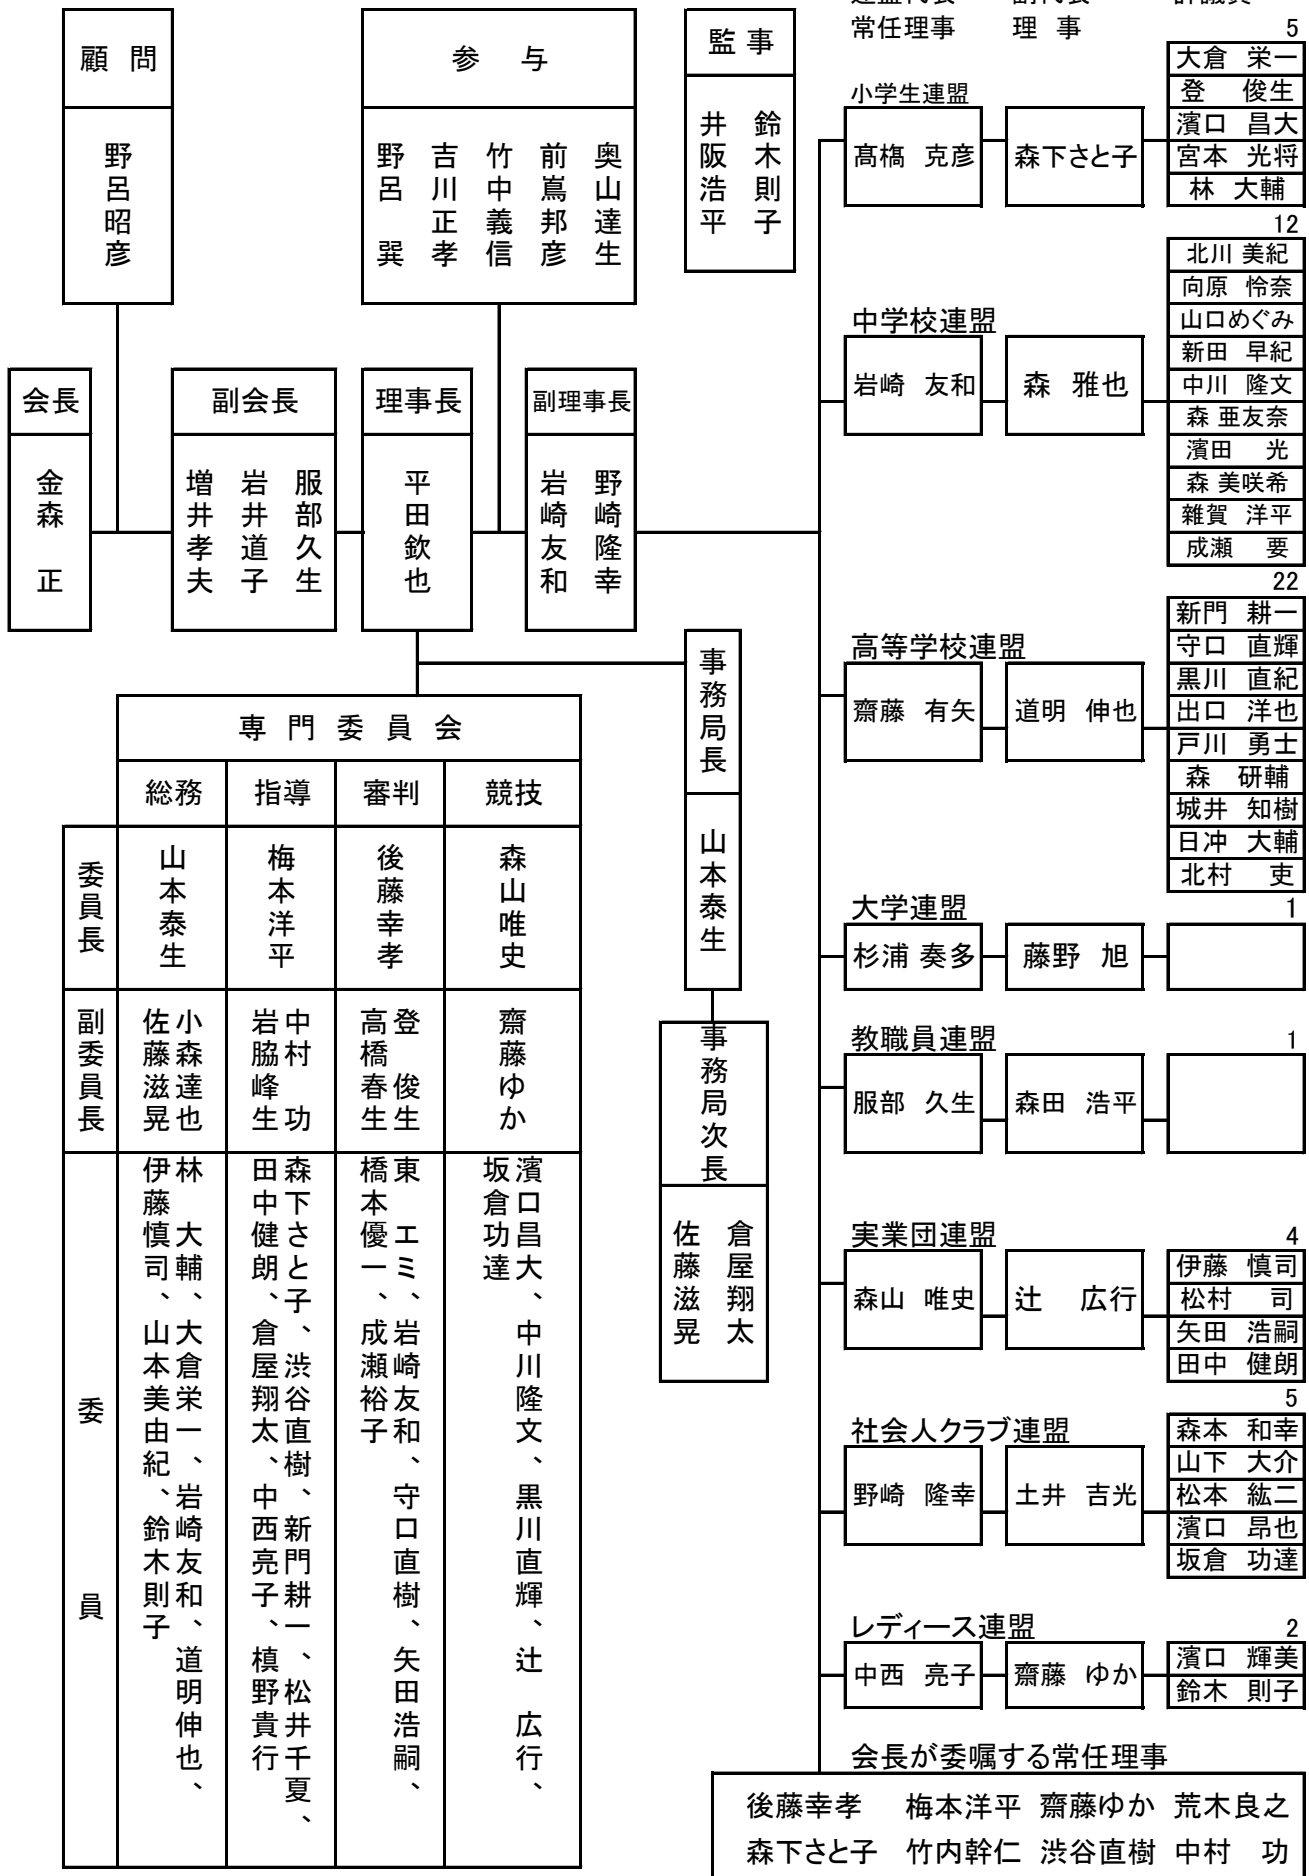 顧 問
野呂昭彦
参 与
奥山達生
前嶌邦彦
竹中義信
吉川正孝
野呂 巽
監 事
鈴木則子
井阪浩平
会長
金森 正
副会長
服部久生
岩井道子
増井孝夫
理事長
平田欽也
副理事長
野崎隆幸
岩崎友和
事務局長
山本泰生
事務局次長
倉屋翔太
佐藤滋晃
専 門 委 員 会
総務 指導 審判 競技
委員長
山本泰生
梅本洋平
後藤幸孝
森山唯史
副委員長
小森達也
佐藤滋晃
中村 功
岩脇峰生
登 俊生
高橋春生
齋藤ゆか
委 員
林 大輔、大倉栄一、岩崎友和、道明伸也、
伊藤慎司、山本美由紀、鈴木則子
森下さと子、渋谷直樹、新門耕一、松井千夏、
田中健朗、倉屋翔太、中西亮子、槙野貴行
東 エミ、岩崎友和、守口直樹、矢田浩嗣、
橋本優一、成瀬裕子
濱口昌大、中川隆文、黒川直輝、辻 広行、
坂倉功達
常任理事 理 事
小学生連盟 5
髙橋 克彦 森下さと子
大倉 栄一
登 俊生
濱口 昌大
宮本 光将
林 大輔
中学校連盟 12
岩崎 友和 森 雅也
北川 美紀
向原 怜奈
山口めぐみ
新田 早紀
中川 隆文
森 亜友奈
濱田 光
森 美咲希
雑賀 洋平
成瀬 要
高等学校連盟 22
齋藤 有矢 道明 伸也
新門 耕一
守口 直輝
黒川 直紀
出口 洋也
戸川 勇士
森 研輔
城井 知樹
日冲 大輔
北村 吏
大学連盟 1
杉浦 奏多 藤野 旭
教職員連盟 1
服部 久生 森田 浩平
実業団連盟 4
森山 唯史 辻 広行
伊藤 慎司
松村 司
矢田 浩嗣
田中 健朗
社会人クラブ連盟 5
野崎 隆幸 土井 吉光
森本 和幸
山下 大介
松本 紘二
濱口 昂也
坂倉 功達
レディース連盟 2
中西 亮子 齋藤 ゆか
濱口 輝美
鈴木 則子
会長が委嘱する常任理事
後藤幸孝 梅本洋平 齋藤ゆか 荒木良之
森下さと子 竹内幹仁 渋谷直樹 中村 功